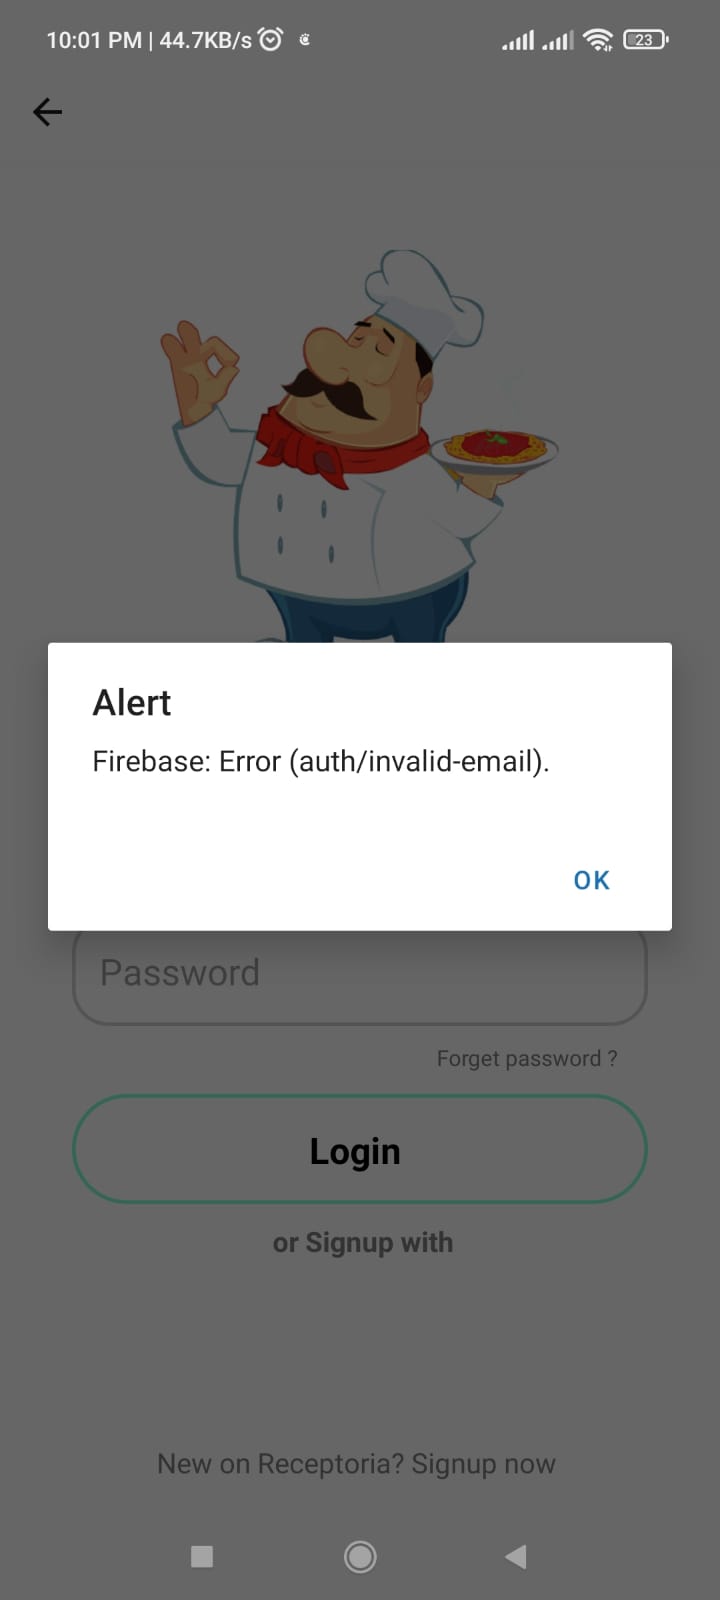 10:01 PM | 44.7KB/s
23
Alert
Firebase: Error (auth/invalid-email).
OK
Password
Forget password ?
Login
or Signup with
New on Receptoria? Signup now